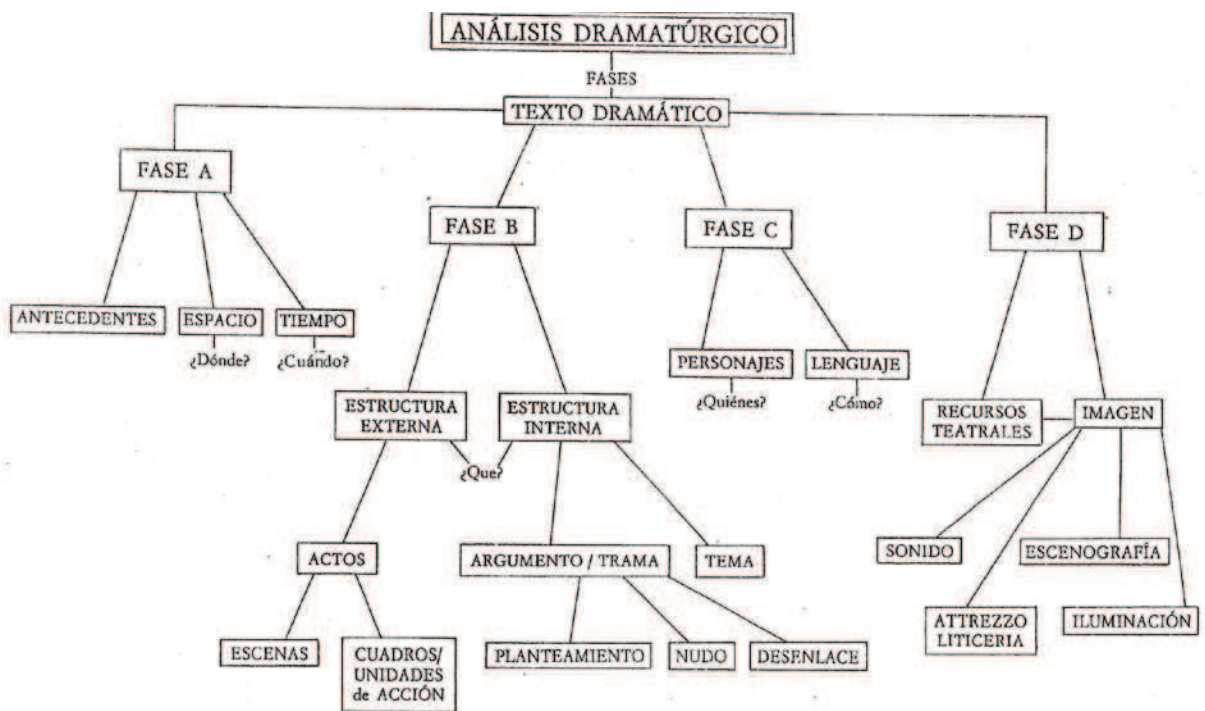 ANÁLISIS DRAMATÚRGICO
FASES
TEXTO DRAMÁTICO
FASE A
FASE B
FASE C
FASE D
ANTECEDENTES
ESPACIO
TIEMPO
¿Dónde?
¿Cuándo?
PERSONAJES
LENGUAJE
¿Quiénes?
¿Cómo?
ESTRUCTURA
EXTERNA
ESTRUCTURA
INTERNA
¿Que?
RECURSOS
TEATRALES
IMAGEN
ACTOS
ARGUMENTO / TRAMA
TEMA
SONIDO
ESCENOGRAFÍA
ATTREZZO
LITICERIA
ILUMINACIÓN
ESCENAS
CUADROS/
UNIDADES
de ACCIÓN
PLANTEAMIENTO
NUDO
DESENLACE